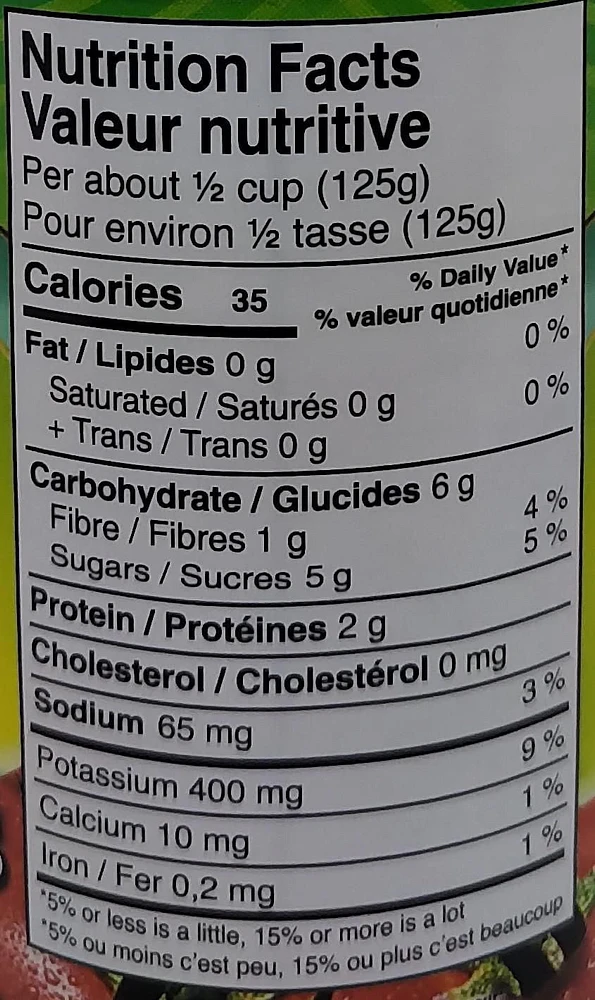 Nutrition Facts
Valeur nutritive
Per about ½ cup (125g)
Pour environ ½ tasse (125g)
Calories 35 % Daily Value*
% valeur quotidienne*
Fat / Lipides 0 g 0 %
Saturated / Saturés 0 g 0 %
+ Trans / Trans 0 g
Carbohydrate / Glucides 6 g
Fibre / Fibres 1 g 4 %
Sugars / Sucres 5 g 5 %
Protein / Protéines 2 g
Cholesterol / Cholestérol 0 mg
Sodium 65 mg 3 %
Potassium 400 mg 9 %
Calcium 10 mg 1 %
Iron / Fer 0,2 mg 1 %
*5% or less is a little, 15% or more is a lot
*5% ou moins c'est peu, 15% ou plus c'est beaucoup